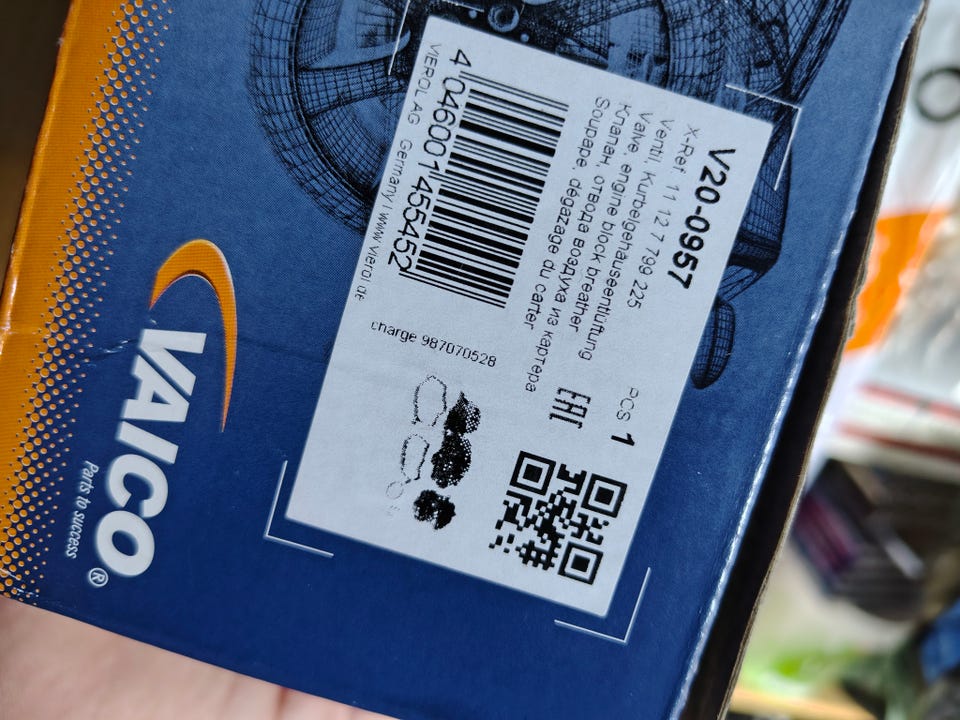 V20-0957
X-Ref. 11 12 7 799 225
Ventil, Kurbelgehäuseentlüftung
Valve, engine block breather
Клапан, отвода воздуха из картера
Soupape, dégazage du carter
PCS 1
EAC
4 046001 455452
VIEROL AG Germany | www.vierol.de
charge 987070528
VAICO®
Parts to success